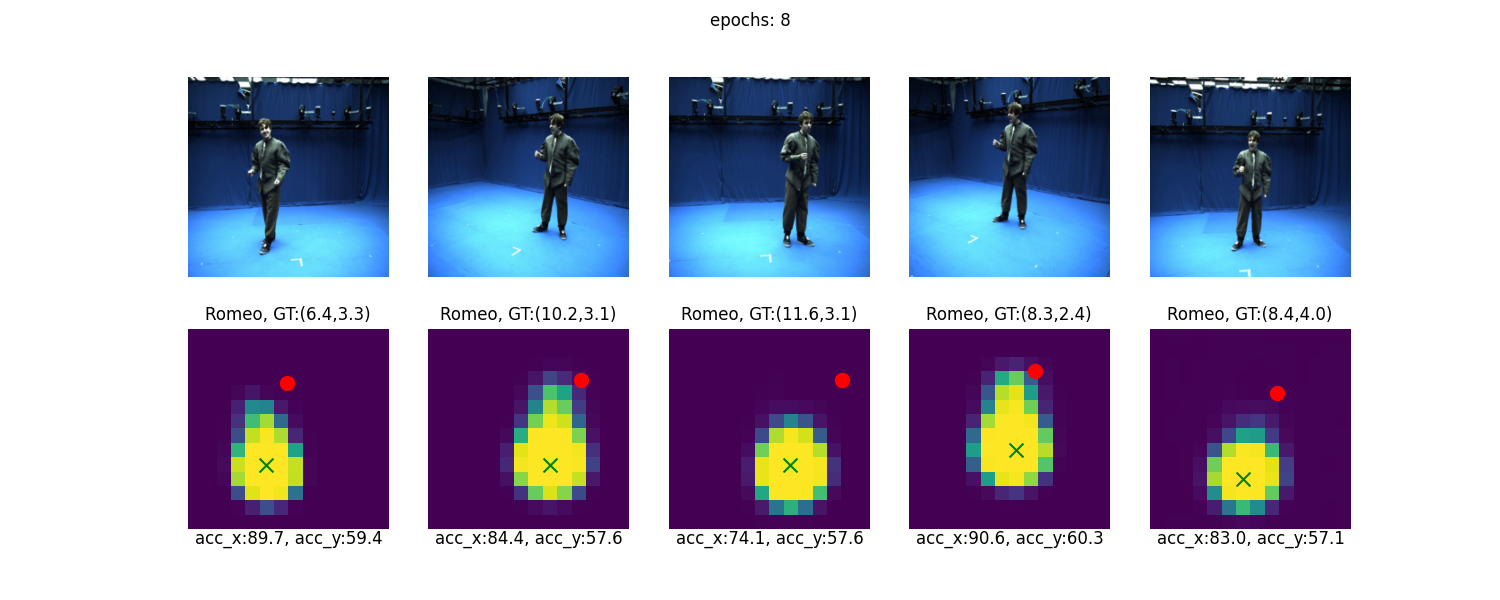 epochs: 8
Romeo, GT:(6.4,3.3)
Romeo, GT:(10.2,3.1)
Romeo, GT:(11.6,3.1)
Romeo, GT:(8.3,2.4)
Romeo, GT:(8.4,4.0)
acc_x:89.7, acc_y:59.4
acc_x:84.4, acc_y:57.6
acc_x:74.1, acc_y:57.6
acc_x:90.6, acc_y:60.3
acc_x:83.0, acc_y:57.1